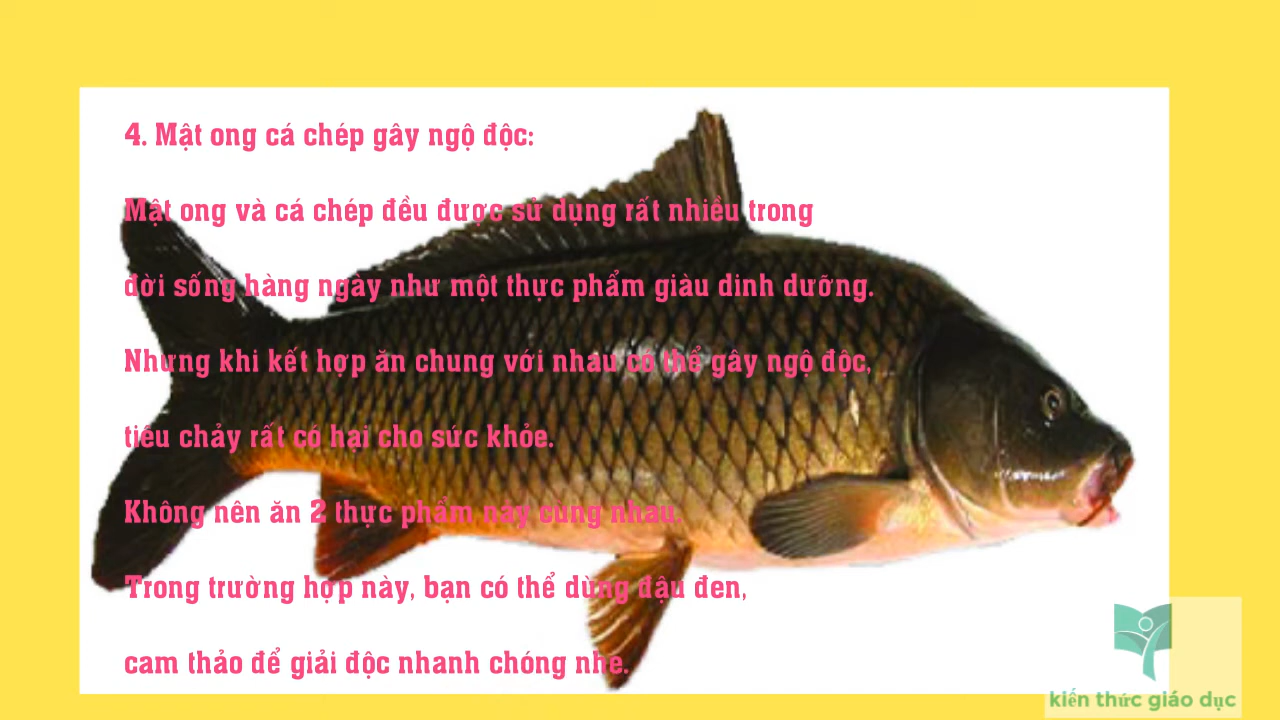 4. Mật ong cá chép gây ngộ độc:
Mật ong và cá chép đều được sử dụng rất nhiều trong
đời sống hàng ngày như một thực phẩm giàu dinh dưỡng.
Nhưng khi kết hợp ăn chung với nhau có thể gây ngộ độc,
tiêu chảy rất có hại cho sức khỏe.
Không nên ăn 2 thực phẩm này cùng nhau.
Trong trường hợp này, bạn có thể dùng đậu đen,
cam thảo để giải độc nhanh chóng nhé.
kiến thức giáo dục